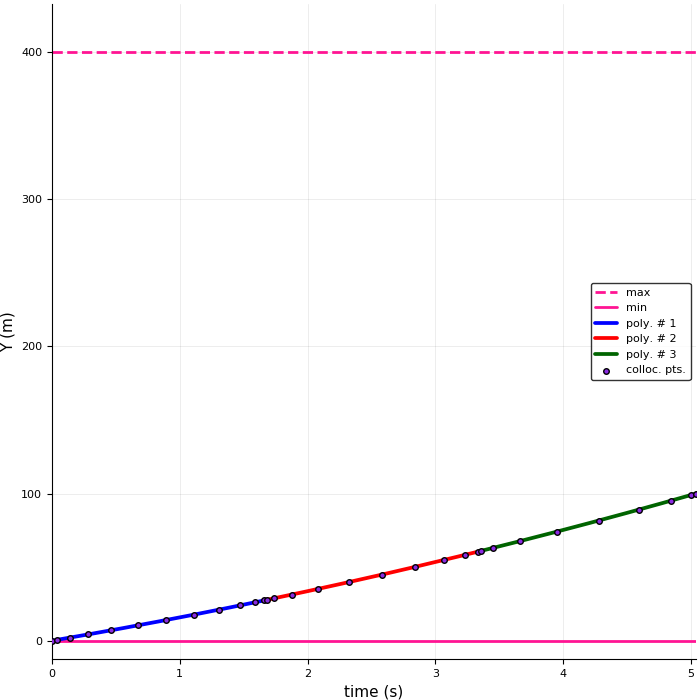 400
300
200
100
0
Y (m)
max
min
poly. # 1
poly. # 2
poly. # 3
colloc. pts.
0 1 2 3 4 5
time (s)